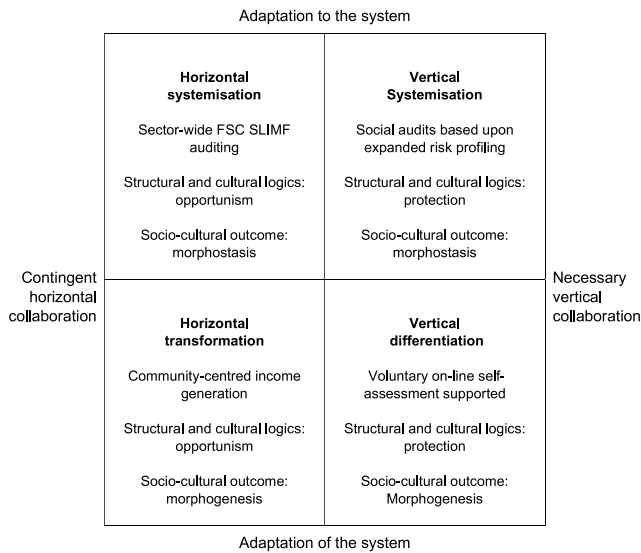 Adaptation to the system
Horizontal
systemisation
Sector-wide FSC SLIMF
auditing
Structural and cultural logics:
opportunism
Socio-cultural outcome:
morphostasis
Vertical
Systemisation
Social audits based upon
expanded risk profiling
Structural and cultural logics:
protection
Socio-cultural outcome:
morphostasis
Contingent
horizontal
collaboration
Necessary
vertical
collaboration
Horizontal
transformation
Community-centred income
generation
Structural and cultural logics:
opportunism
Socio-cultural outcome:
morphogenesis
Vertical
differentiation
Voluntary on-line self-
assessment supported
Structural and cultural logics:
protection
Socio-cultural outcome:
Morphogenesis
Adaptation of the system